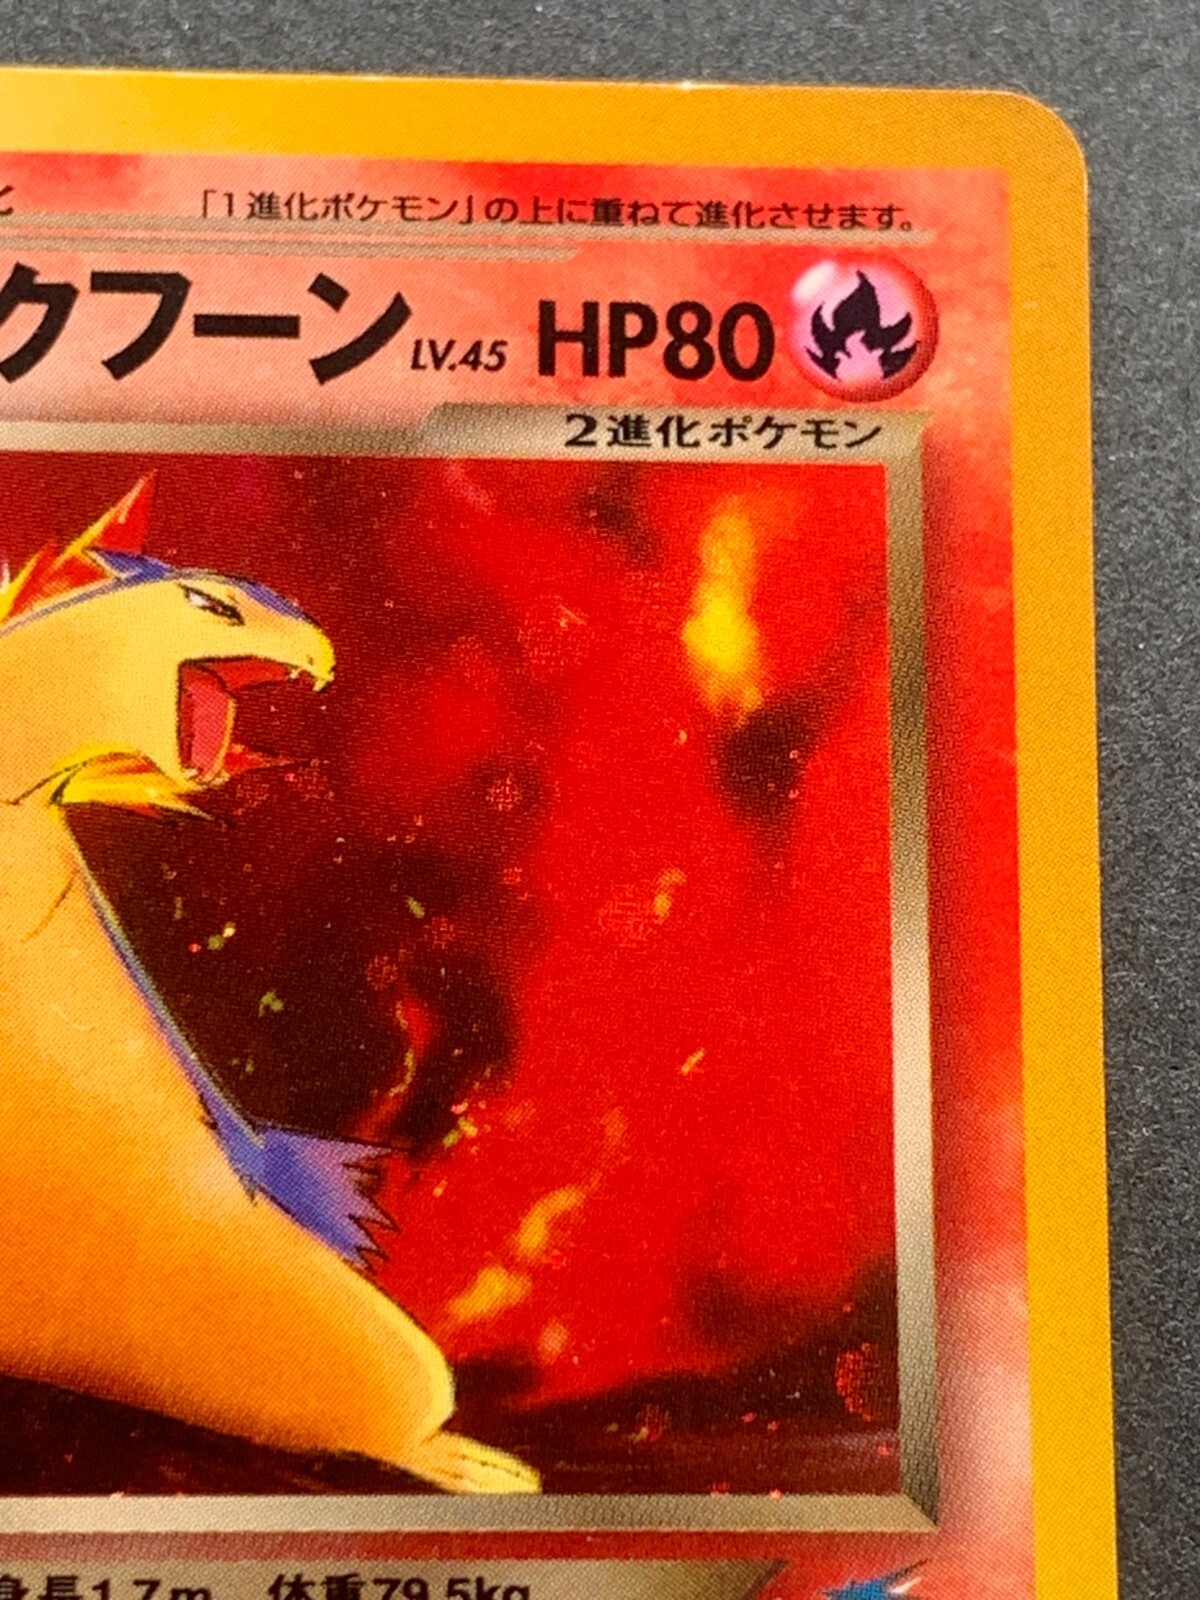 「1進化ポケモン」の上に重ねて進化させます。
クフーン LV.45 HP80
2進化ポケモン
身長1.7m 体重79.5kg